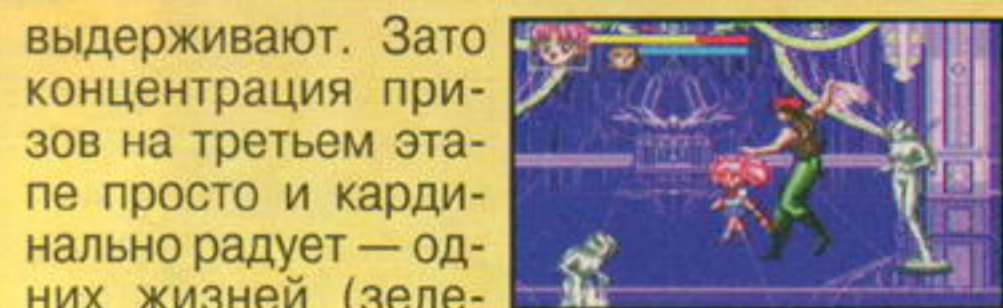 выдерживают. Зато
концентрация при-
зов на третьем эта-
пе просто и карди-
нально радует — од-
них жизней (зеле-